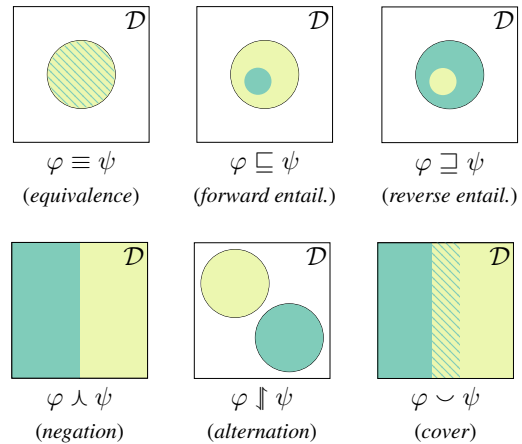 𝒟 𝒟 𝒟
φ ≡ ψ φ ⊑ ψ φ ⊒ ψ
(equivalence) (forward entail.) (reverse entail.)
𝒟 𝒟 𝒟
φ ⋏ ψ φ ⥮ ψ φ ⌣ ψ
(negation) (alternation) (cover)